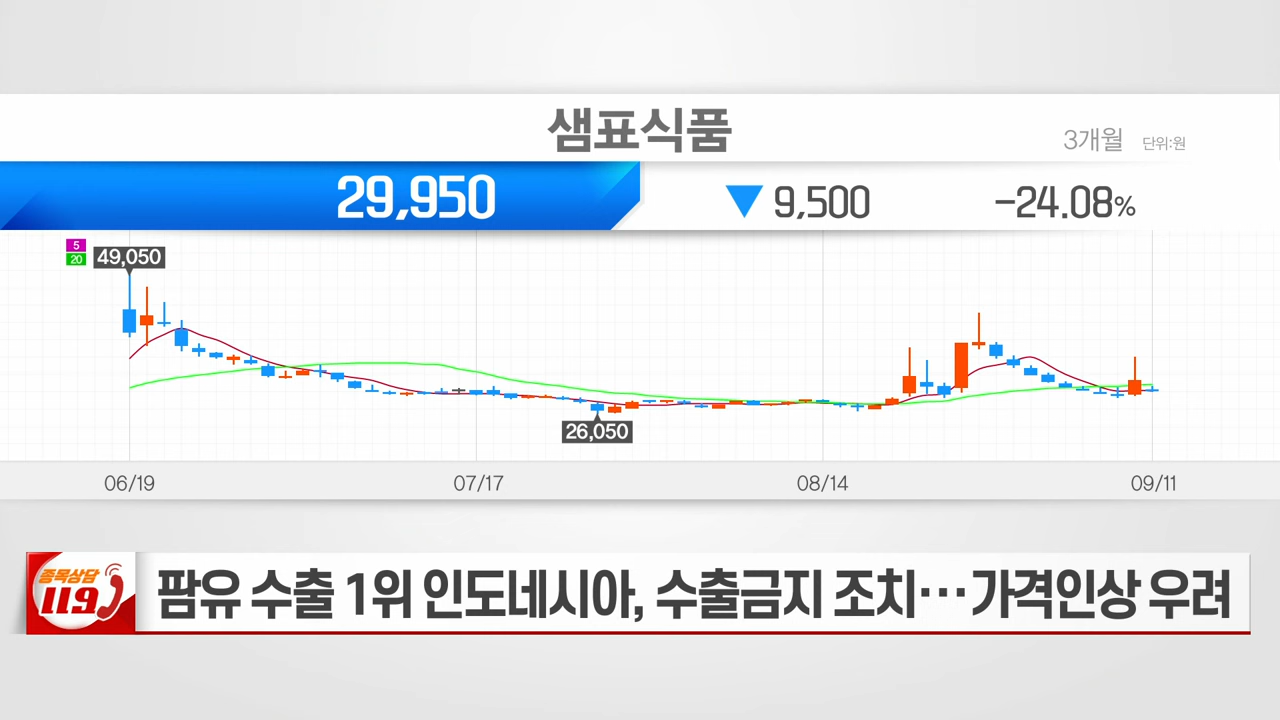 샘표식품
3개월 단위:원
29,950 ▼ 9,500 -24.08%
5
20
49,050
26,050
06/19 07/17 08/14 09/11
종목상담
119
팜유 수출 1위 인도네시아, 수출금지 조치…가격인상 우려